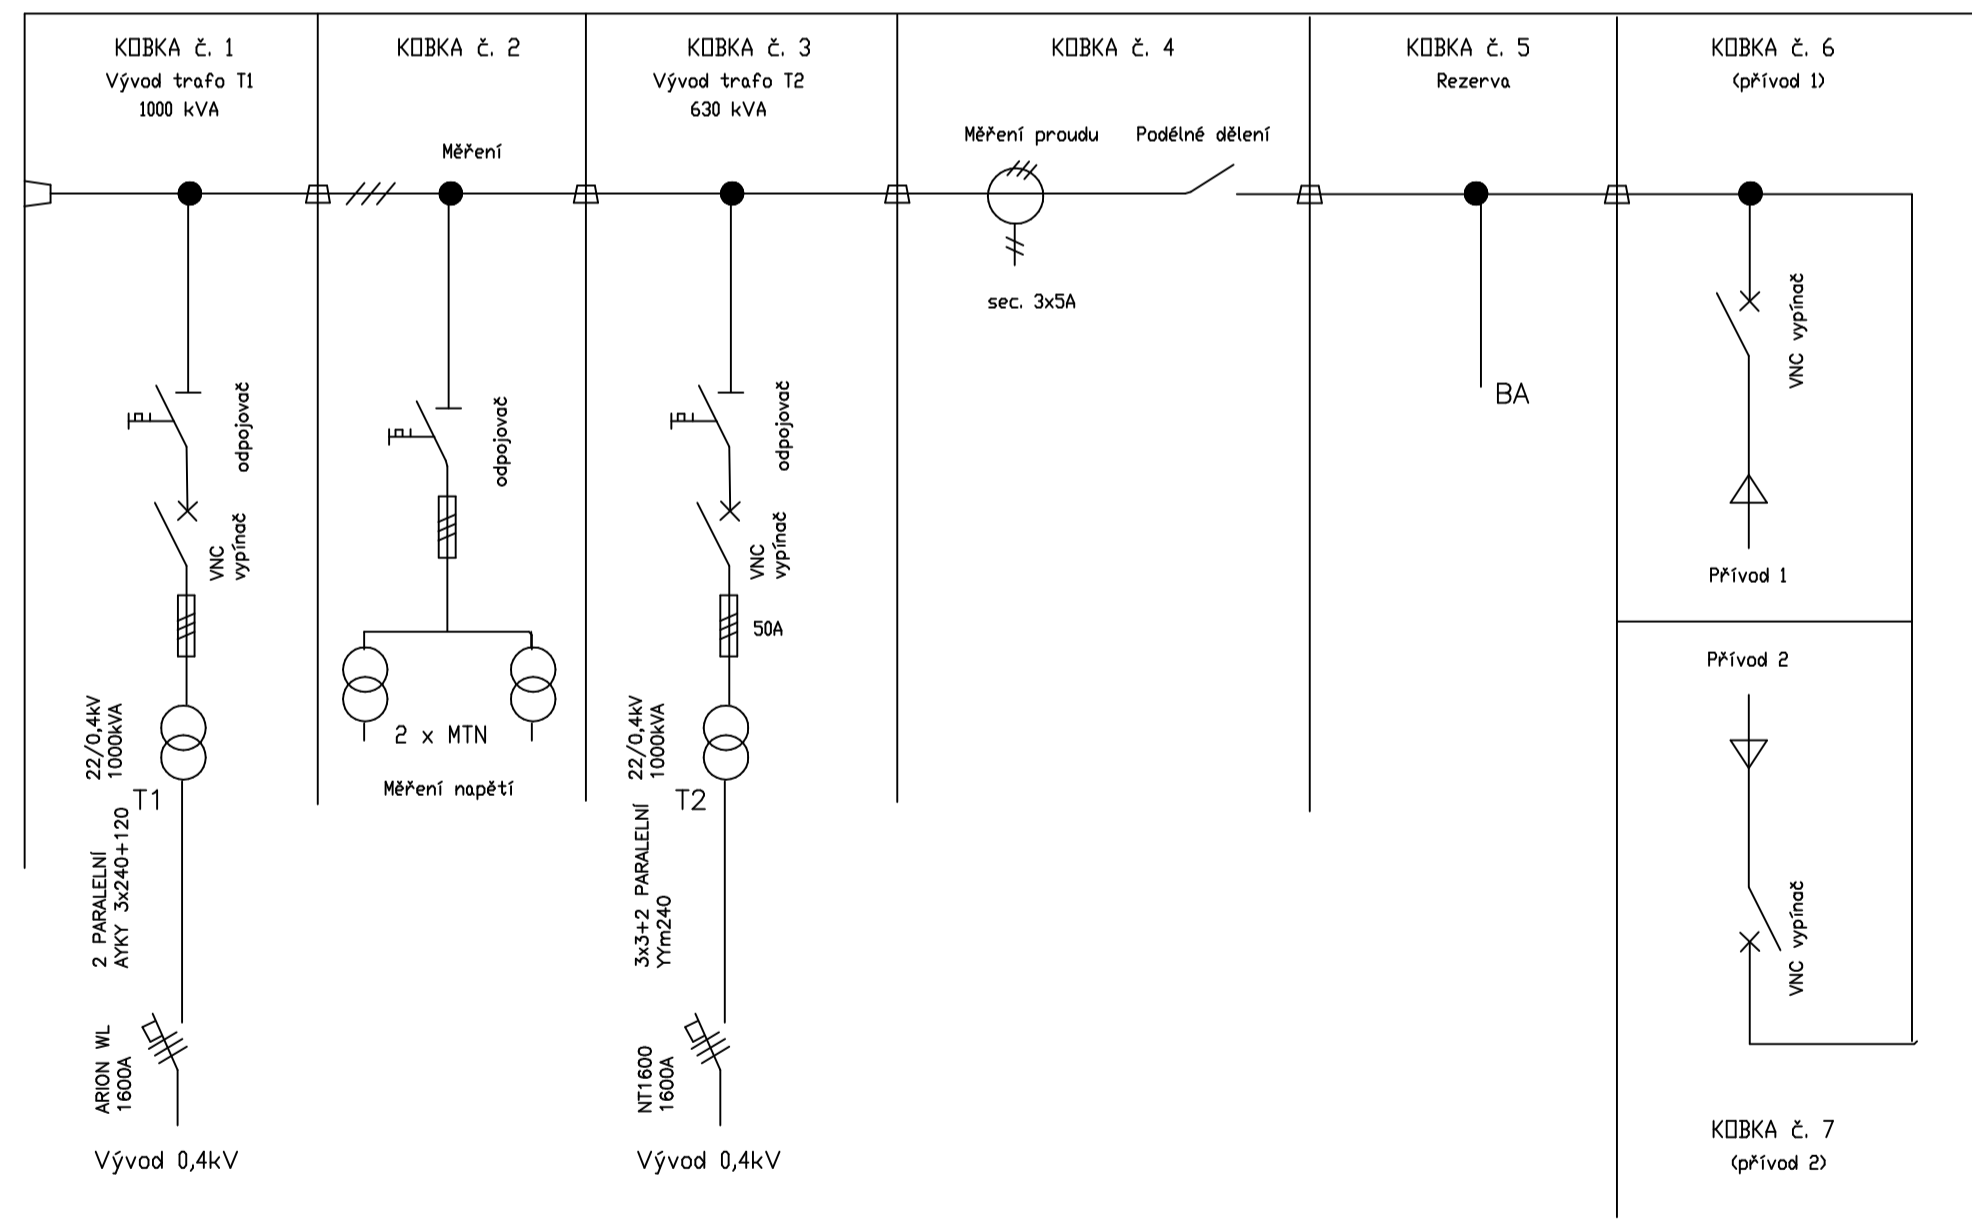 KOBKA č. 1
Vývod trafo T1
1000 kVA
KOBKA č. 2
Měření
KOBKA č. 3
Vývod trafo T2
630 kVA
KOBKA č. 4
Měření proudu
Podélné dělení
sec. 3x5A
KOBKA č. 5
Rezerva
BA
KOBKA č. 6
(přívod 1)
VNC vypínač
Přívod 1
odpojovač
VNC
vypínač
22/0,4kV
1000kVA
T1
2 PARALELNÍ
AYKY 3x240+120
ARION WL
1600A
Vývod 0,4kV
odpojovač
2 x MTN
Měření napětí
odpojovač
VNC
vypínač
50A
22/0,4kV
1000kVA
T2
3x3+2 PARALELNÍ
YYm240
NT1600
1600A
Vývod 0,4kV
Přívod 2
VNC vypínač
KOBKA č. 7
(přívod 2)